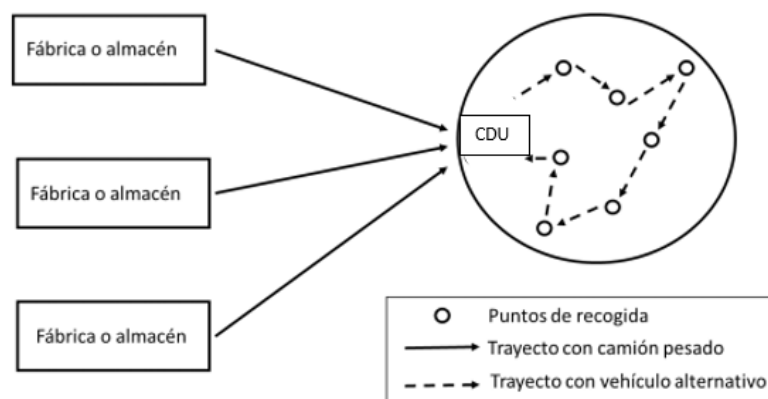 Fábrica o almacén
CDU
Fábrica o almacén
Fábrica o almacén
Puntos de recogida
Trayecto con camión pesado
Trayecto con vehículo alternativo